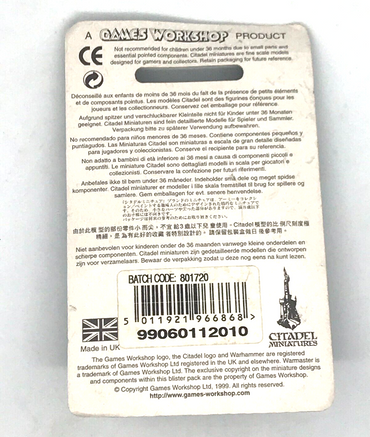 A GAMES WORKSHOP PRODUCT
CE
Not recommended for children under 36 months due to small parts and
essential pointed components. Citadel miniatures are fine scale models
designed for gamers and collectors. Retain packaging for future reference.
Déconseillé aux enfants de moins de 36 mois du fait de la présence de petits éléments
et de composants pointus. Les modèles Citadel sont des figurines conçus pour les
joueurs et les collectionneurs. Conservez cet emballage pour référence.
Aufgrund spitzer und verschluckbarer Kleinteile nicht für Kinder unter 36 Monaten
geeignet. Citadel Miniaturen sind fein detaillierte Modelle für Spieler und Sammler.
Verpackung bitte zu späterer Verwendung aufbewahren.
No recomendado para niños menores de 36 meses. Contiene componentes pequeños y
puntiagudos. Las Miniaturas Citadel son miniaturas a escala de gran detalle diseñadas
para jugadores y coleccionistas. Conserve el recipiente para su referencia.
Non adatto a bambini di età inferiore ai 36 mesi a causa di componenti piccoli e
appuntiti. Le miniature Citadel sono dettagliati modelli in scala per giocatori e
collezionisti. Conservare la confezione per futuri riferimenti.
Anbefales ikke til børn under 36 måneder. Indeholder små dele og meget spidse
komponenter. Citadel miniaturer er modeller i lille skala fremstillet til brug for spillere og
samlere. Gem emballagen for evt. senere henvendelse.
Niet aanbevolen voor kinderen onder de 36 maanden vanwege kleine onderdelen en
scherpe componenten. De Citadel miniaturen zijn gedetailleerde modellen die ontworpen
zijn voor verzamelaars. Bewaar de verpakking zodat u deze nog eens kunt lezen.
BATCH CODE: 801720
5 011921 966868 >
99060112010
Made in UK
CITADEL
MINIATURES
The Games Workshop logo, the Citadel logo and Warhammer are registered
trademarks of Games Workshop Ltd registered in the UK and elsewhere. Warmaster is
a trademark of Games Workshop Ltd. The exclusive copyright on the miniature designs
and components within this blister pack are the property of Games Workshop Ltd.
© Copyright Games Workshop Ltd, 1999. All rights reserved.
http://www.games-workshop.com